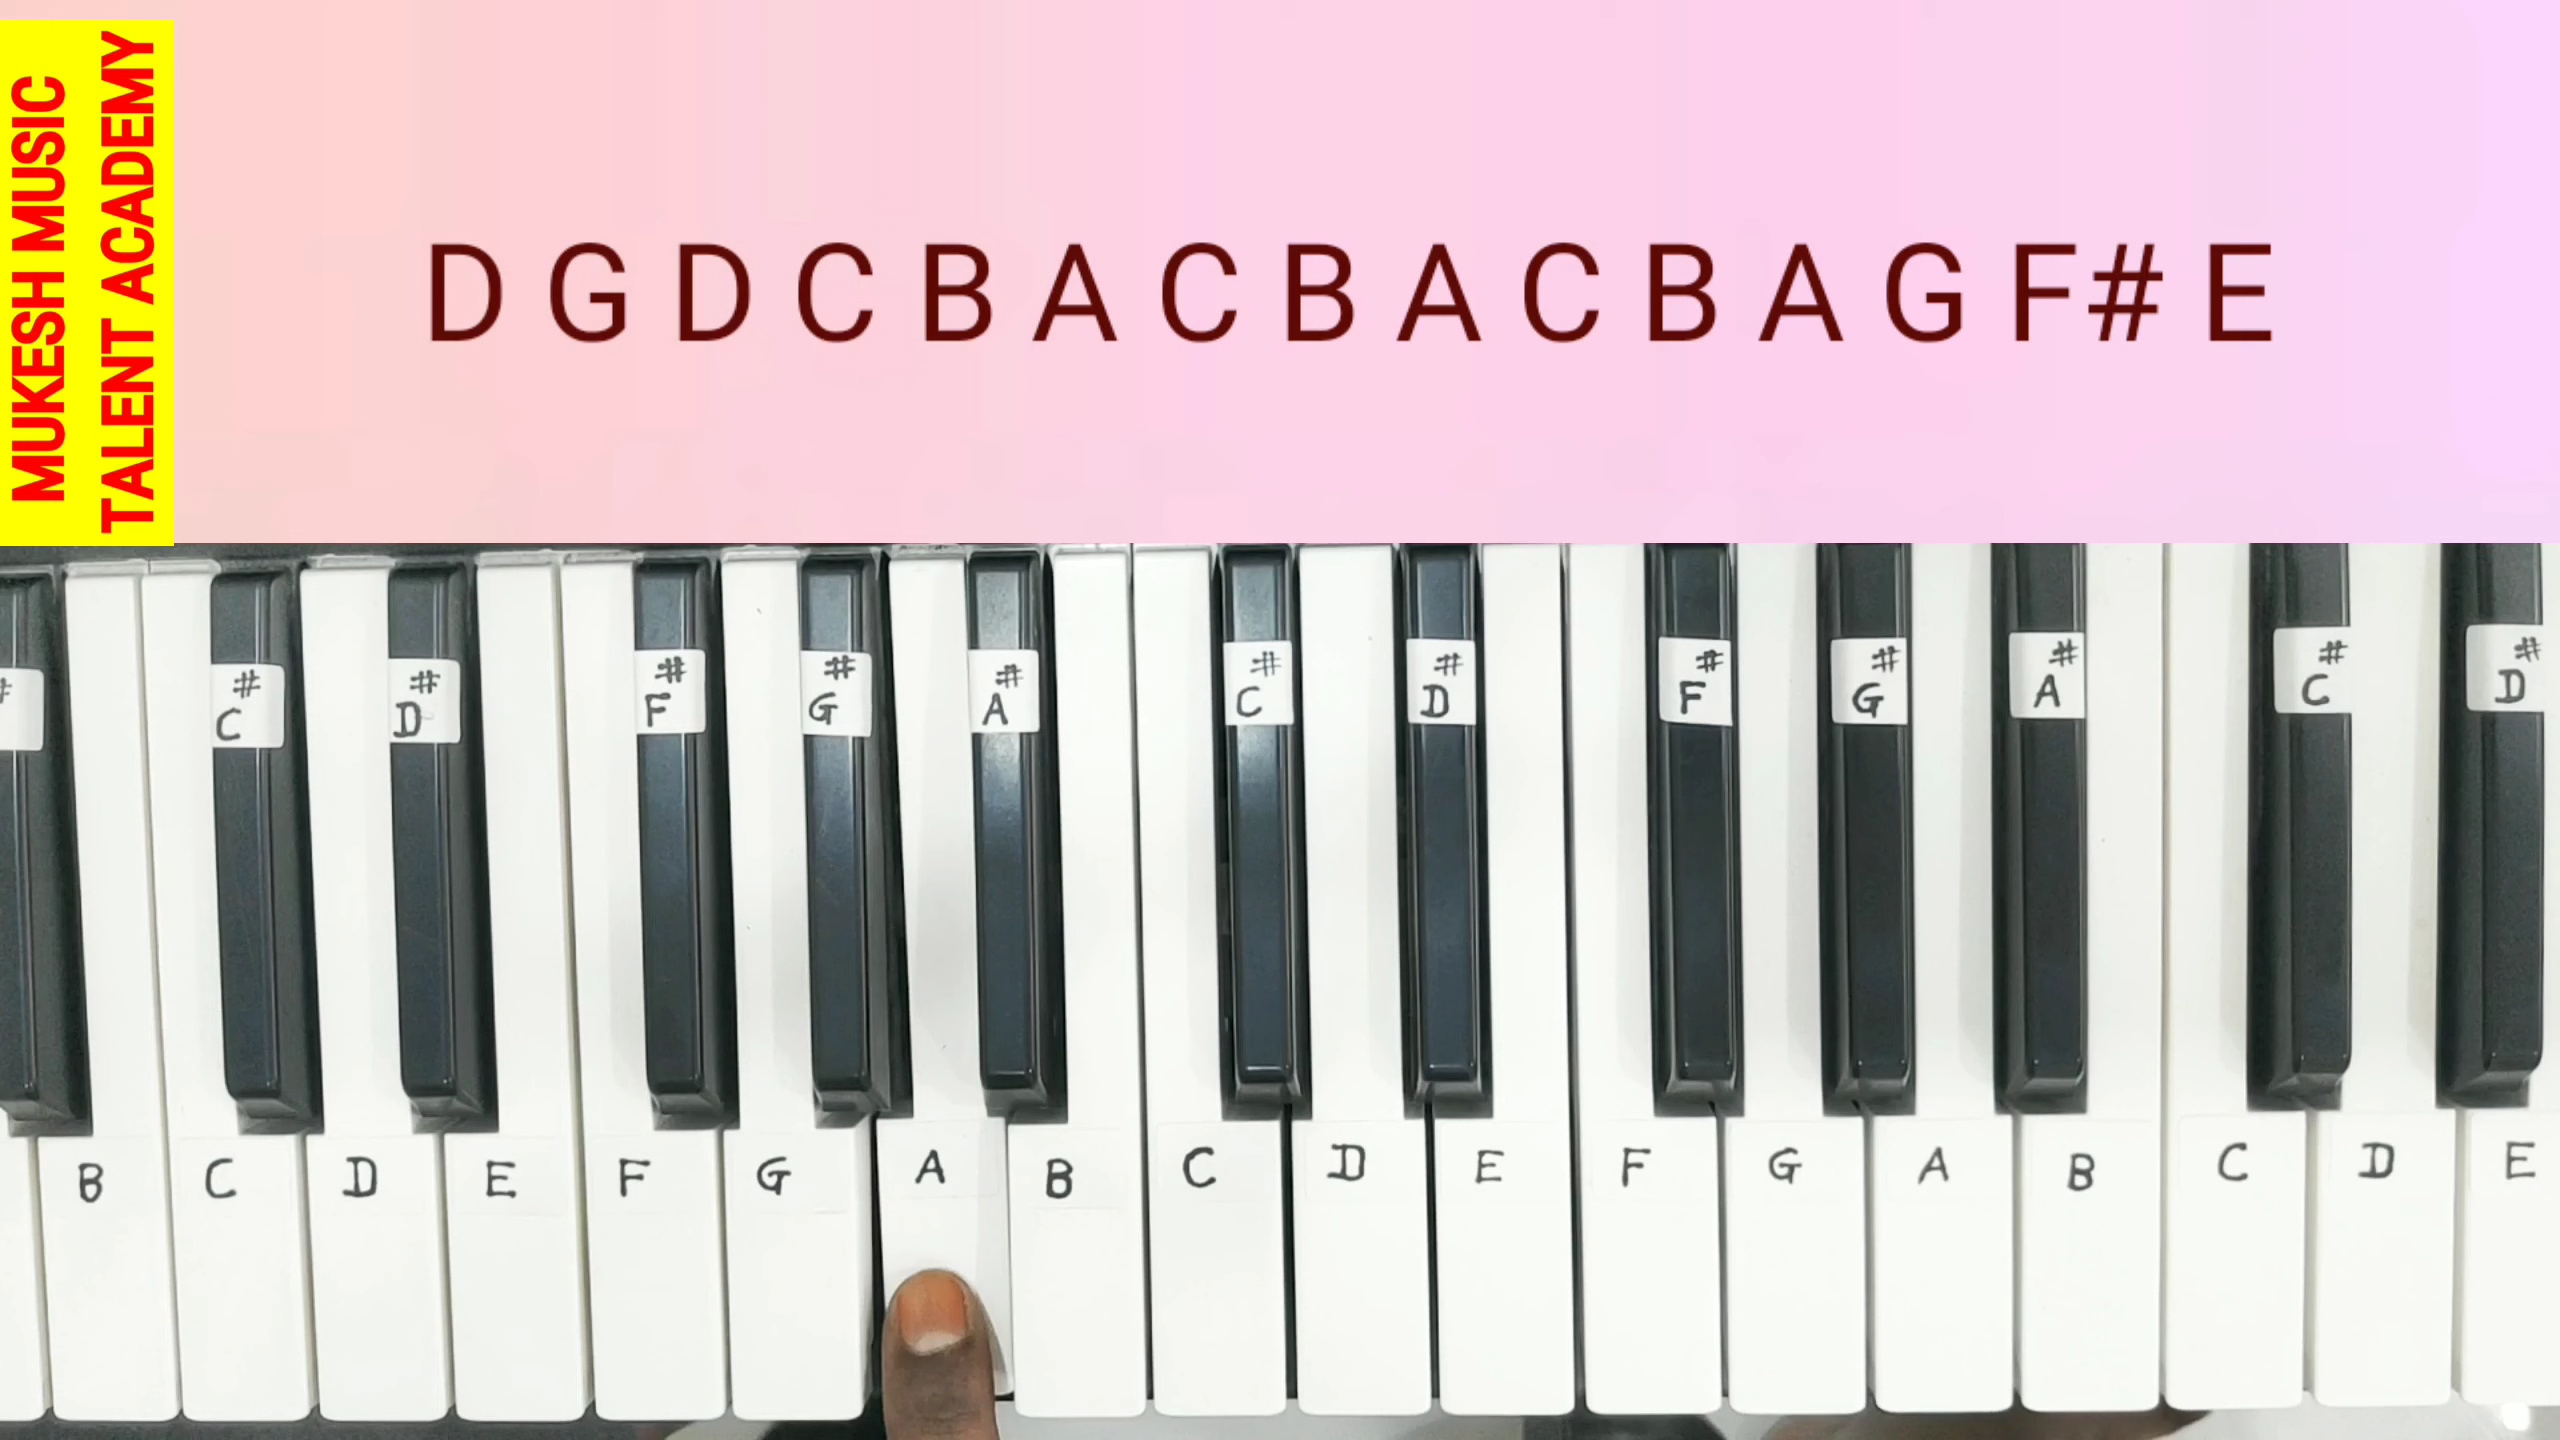 MUKESH MUSIC
TALENT ACADEMY
D G D C B A C B A C B A G F# E
#
C#
D#
F#
G#
A#
C#
D#
F#
G#
A#
C#
D#
B C D E F G A B C D E F G A B C D E